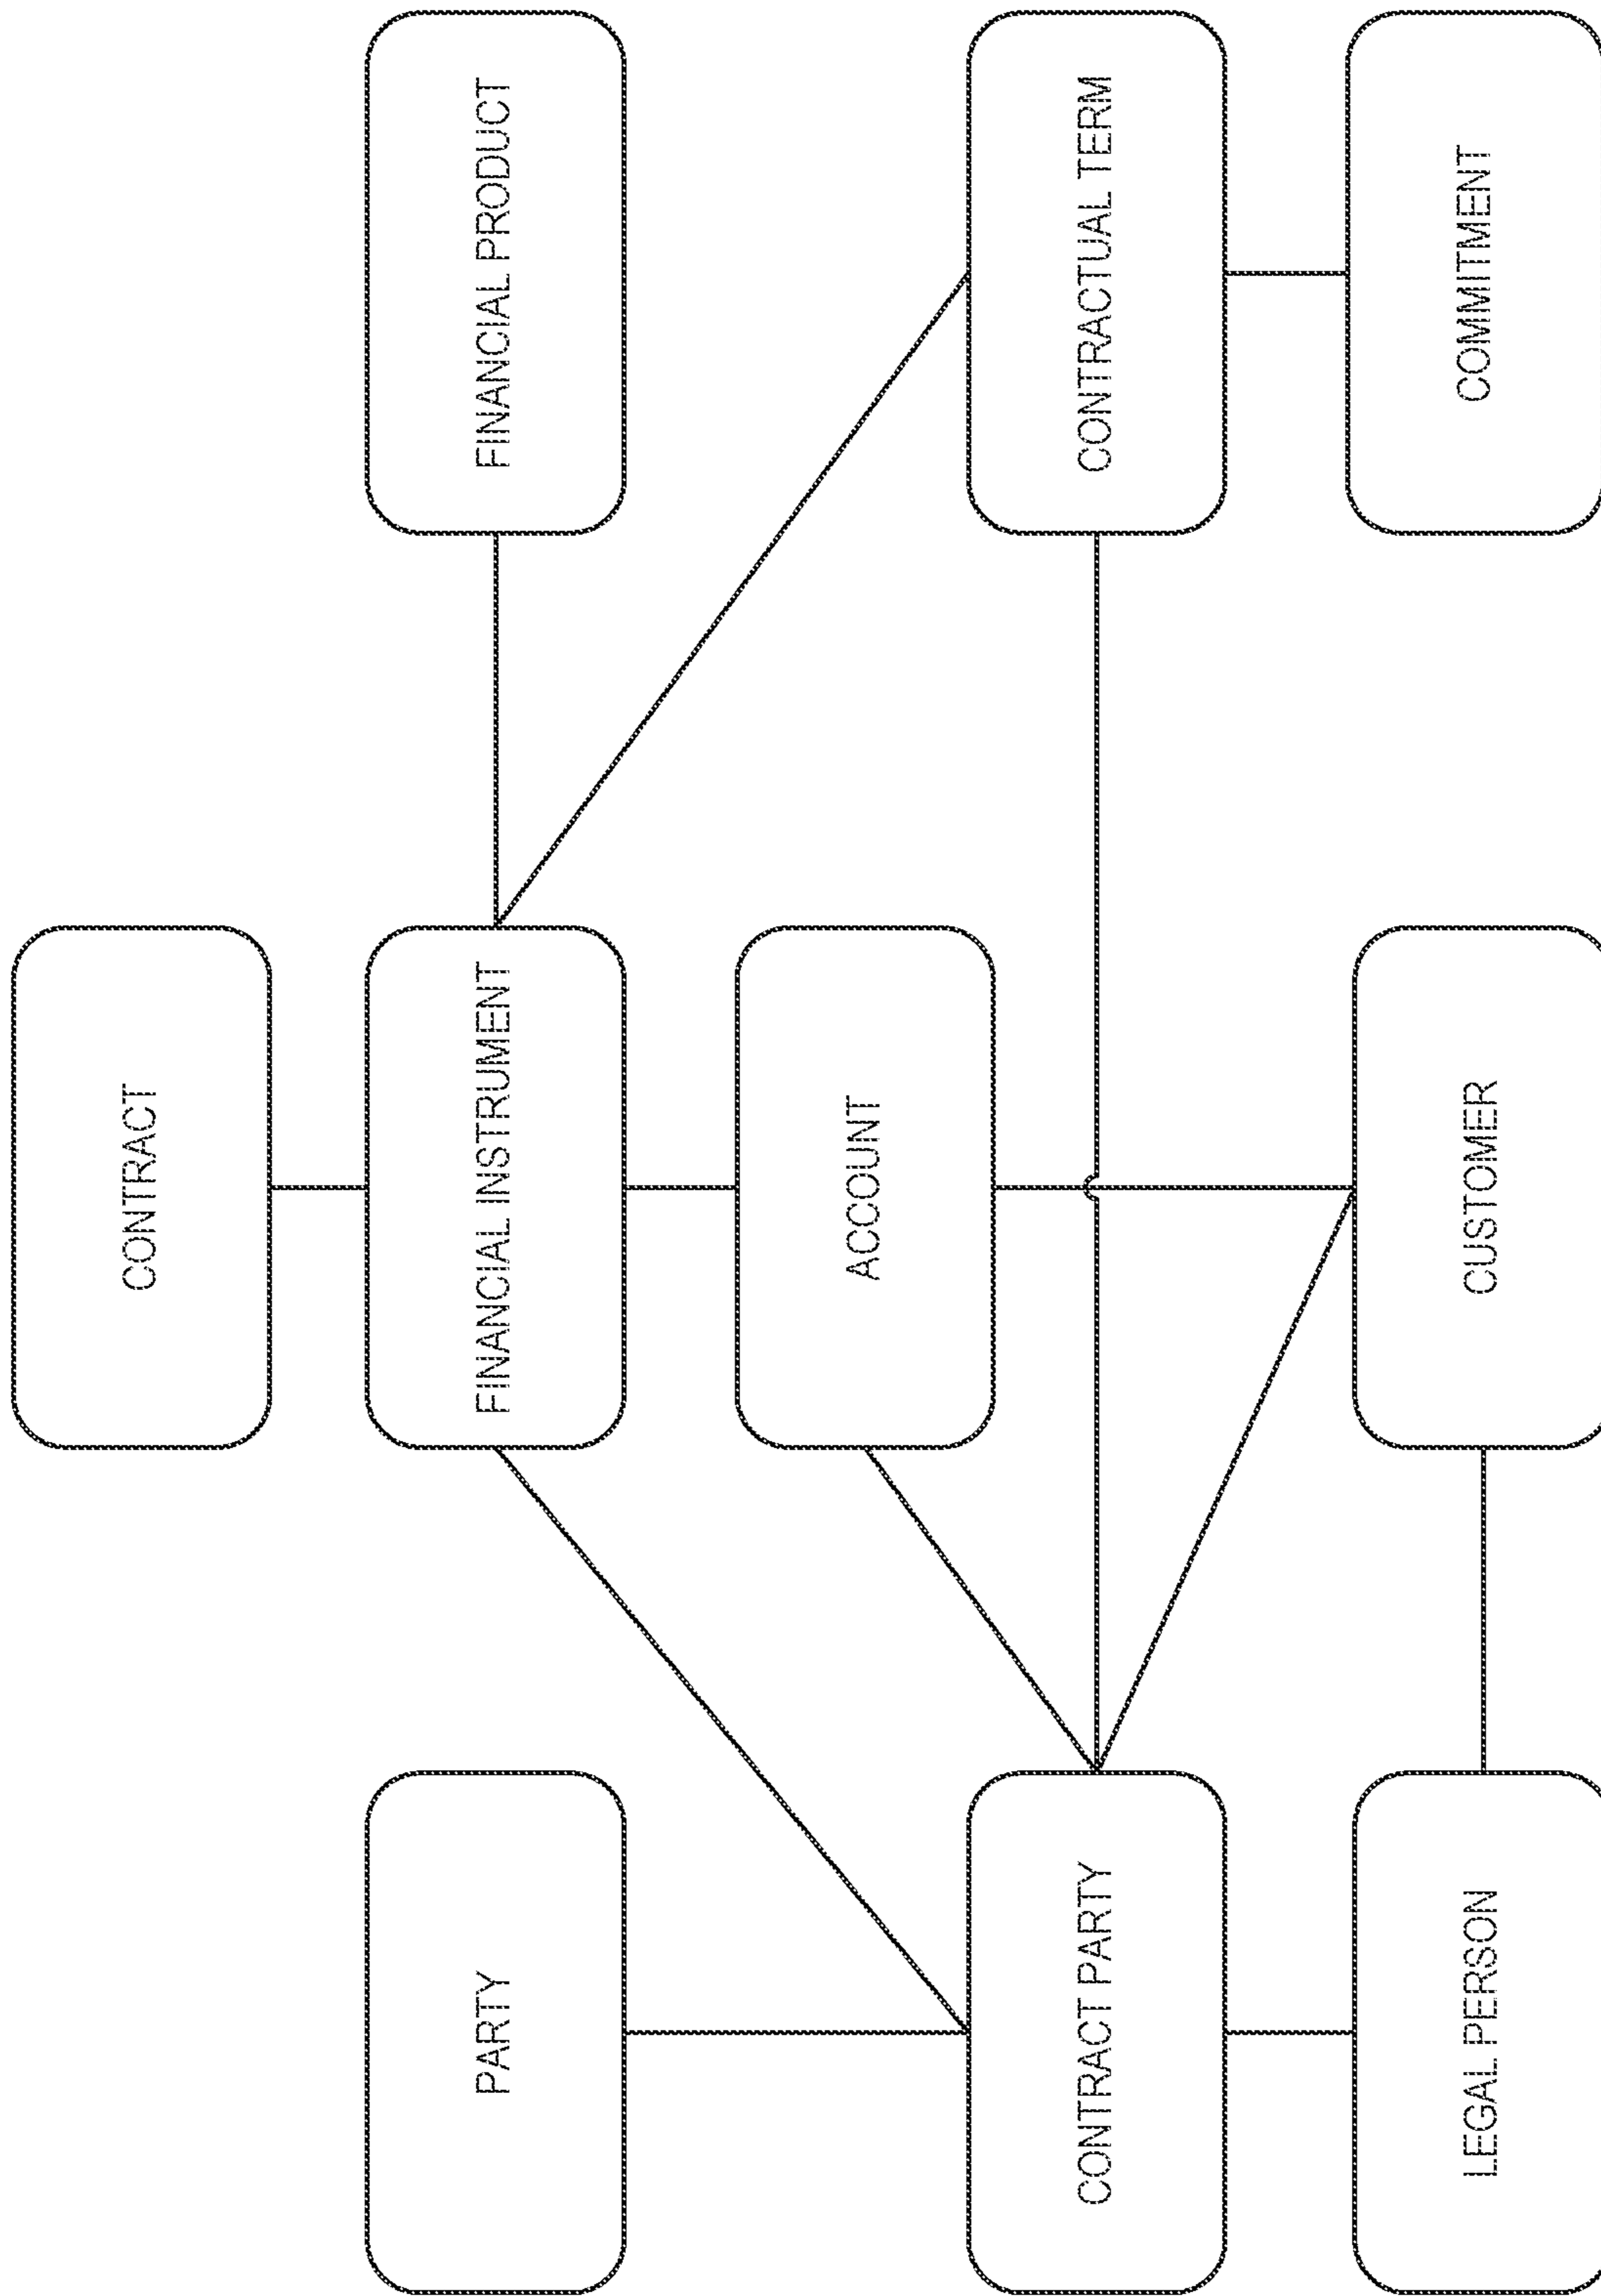 CONTRACT
PARTY
FINANCIAL INSTRUMENT
FINANCIAL PRODUCT
ACCOUNT
CONTRACT PARTY
CONTRACTUAL TERM
LEGAL PERSON
CUSTOMER
COMMITMENT